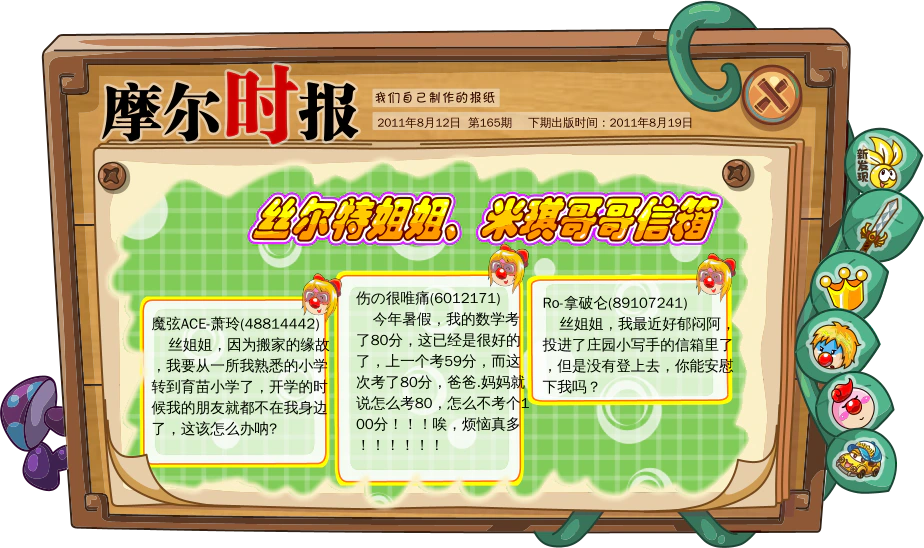 摩尔时报
我们自己制作的报纸
2011年8月12日 第165期 下期出版时间：2011年8月19日
新发现
丝尔特姐姐、米琪哥哥信箱
魔弦ACE-萧玲(48814442)
丝姐姐，因为搬家的缘故
，我要从一所我熟悉的小学
转到育苗小学了，开学的时
候我的朋友就都不在我身边
了，这该怎么办呐?
伤の很唯痛(6012171)
今年暑假，我的数学考
了80分，这已经是很好的
了，上一个考59分，而这
次考了80分，爸爸.妈妈就
说怎么考80，怎么不考个1
00分！！！唉，烦恼真多
！！！！！！
Ro-拿破仑(89107241)
丝姐姐，我最近好郁闷阿，
投进了庄园小写手的信箱里了
，但是没有登上去，你能安慰
下我吗？